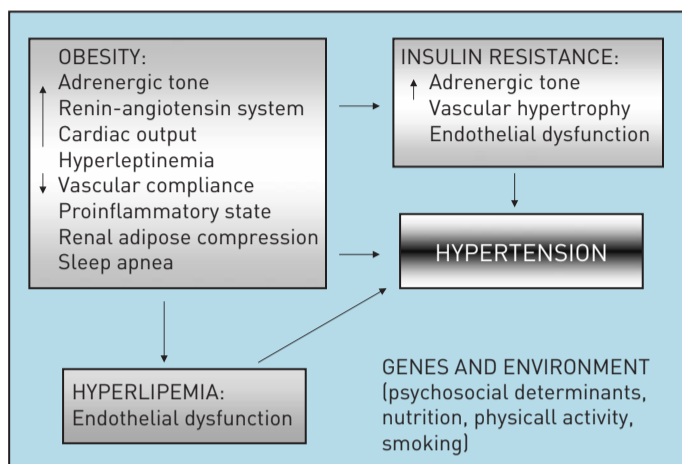 OBESITY:
Adrenergic tone
Renin-angiotensin system
Cardiac output
Hyperleptinemia
Vascular compliance
Proinflammatory state
Renal adipose compression
Sleep apnea
INSULIN RESISTANCE:
Adrenergic tone
Vascular hypertrophy
Endothelial dysfunction
HYPERTENSION
HYPERLIPEMIA:
Endothelial dysfunction
GENES AND ENVIRONMENT
(psychosocial determinants,
nutrition, physicall activity,
smoking)